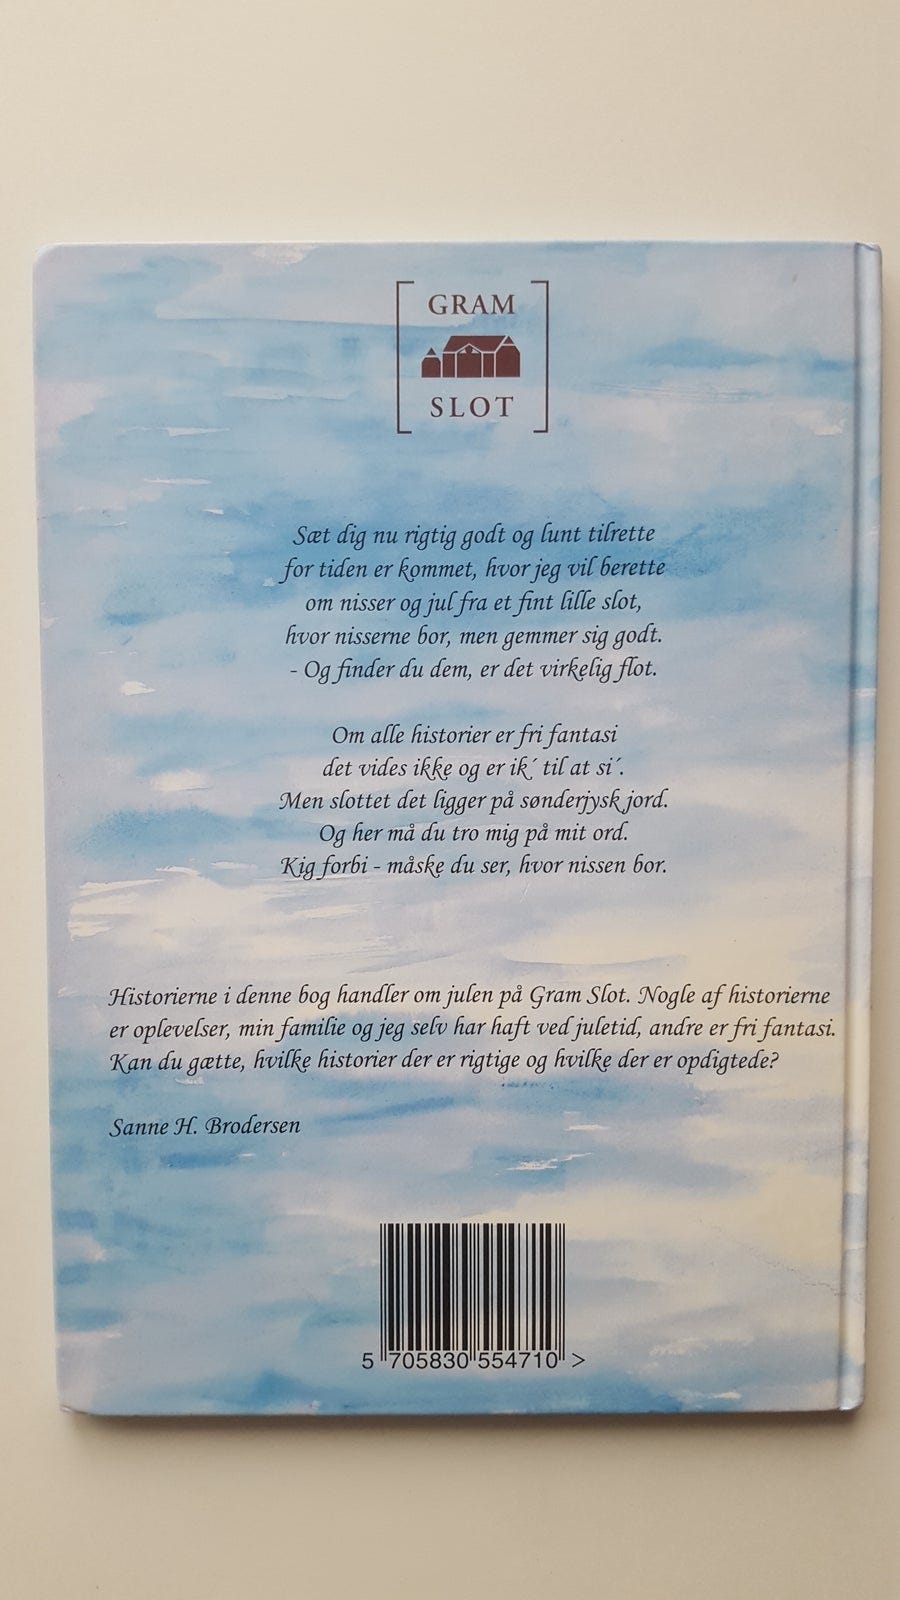 GRAM
SLOT
Sæt dig nu rigtig godt og lunt tilrette
for tiden er kommet, hvor jeg vil berette
om nisser og jul fra et fint lille slot,
hvor nisserne bor, men gemmer sig godt.
- Og finder du dem, er det virkelig flot.
Om alle historier er fri fantasi
det vides ikke og er ik´ til at si´.
Men slottet det ligger på sønderjysk jord.
Og her må du tro mig på mit ord.
Kig forbi - måske du ser, hvor nissen bor.
Historierne i denne bog handler om julen på Gram Slot. Nogle af historierne
er oplevelser, min familie og jeg selv har haft ved juletid, andre er fri fantasi.
Kan du gætte, hvilke historier der er rigtige og hvilke der er opdigtede?
Sanne H. Brodersen
5 705830 554710 >